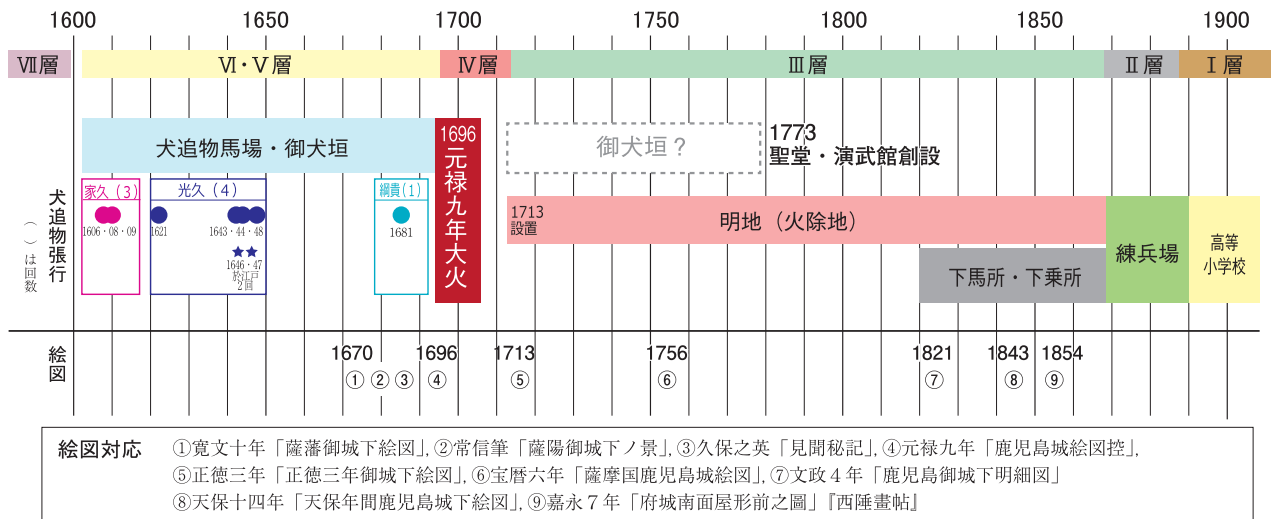 1600 1650 1700 1750 1800 1850 1900
Ⅶ層 Ⅵ・Ⅴ層 Ⅳ層 Ⅲ層 Ⅱ層 Ⅰ層
犬追物馬場・御犬垣
1696
元禄九年大火
御犬垣？
1773
聖堂・演武館創設
犬追物張行
（ ）は回数
家久（3） 光久（4） 綱貴（1）
1606・08・09 1621 1643・44・48 1681
1646・47
於江戸
2回
1713
設置
明地（火除地）
下馬所・下乗所
練兵場
高等
小学校
絵図
1670 1696 1713 1756 1821 1843 1854
① ② ③ ④ ⑤ ⑥ ⑦ ⑧ ⑨
絵図対応 ①寛文十年「薩藩御城下絵図」, ②常信筆「薩陽御城下ノ景」, ③久保之英「見聞秘記」, ④元禄九年「鹿児島城絵図控」,
⑤正徳三年「正徳三年御城下絵図」, ⑥宝暦六年「薩摩国鹿児島城絵図」, ⑦文政４年「鹿児島御城下明細図」
⑧天保十四年「天保年間鹿児島城下絵図」, ⑨嘉永７年「府城南面屋形前之圖」『西陲畫帖』